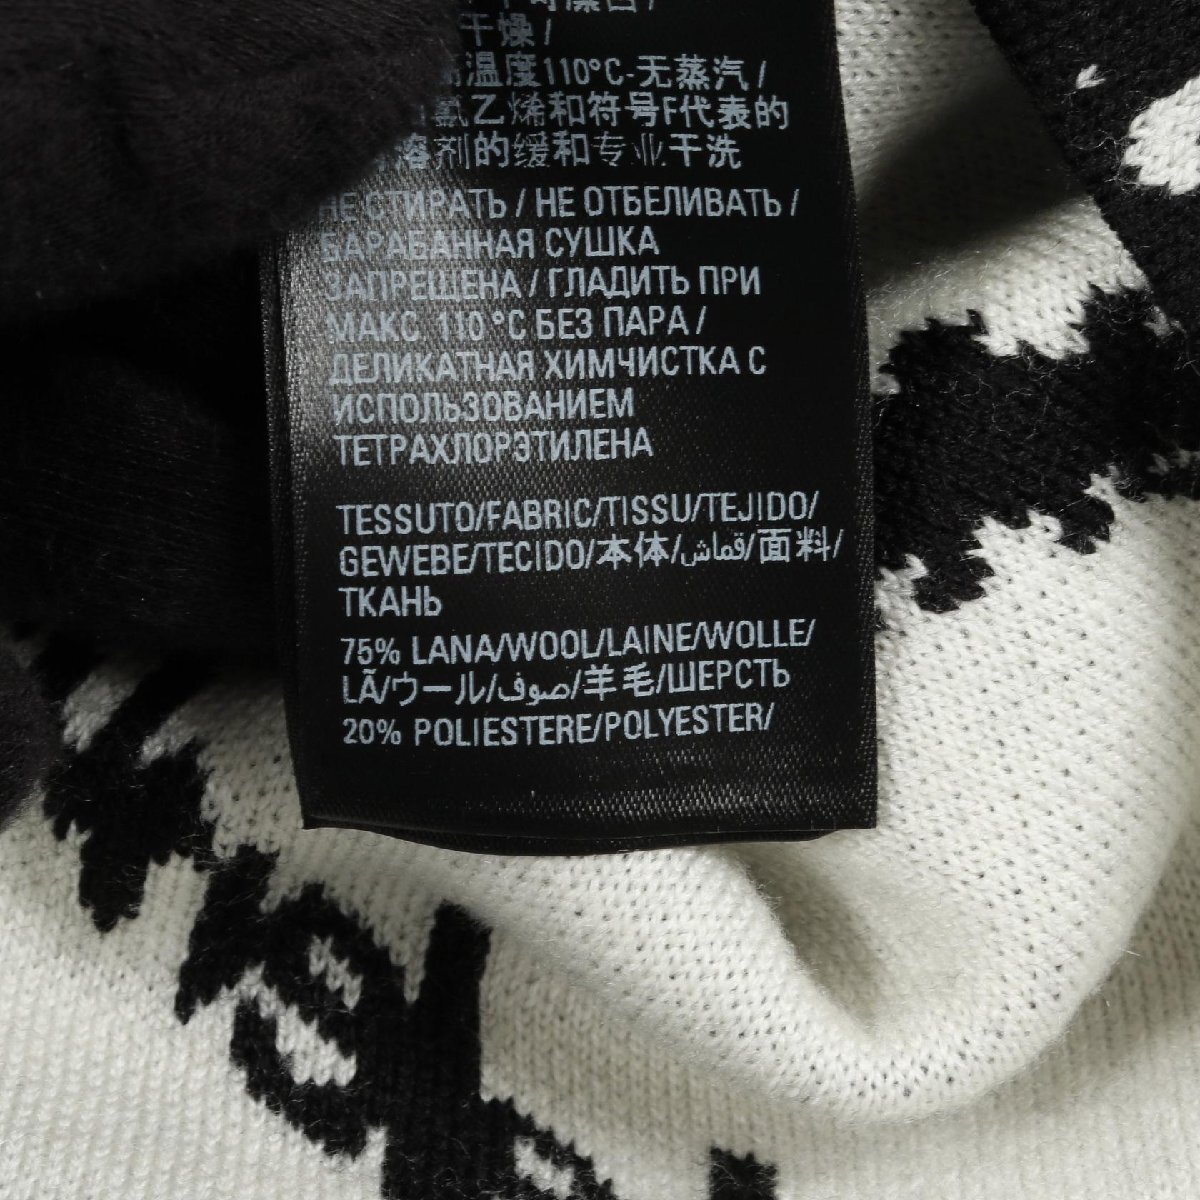 干燥/
温度110°C-无蒸汽/
氯乙烯和符号F代表的
溶剂的缓和专业干洗
НЕ СТИРАТЬ / НЕ ОТБЕЛИВАТЬ /
БАРАБАННАЯ СУШКА
ЗАПРЕЩЕНА / ГЛАДИТЬ ПРИ
МАКС 110 °C БЕЗ ПАРА /
ДЕЛИКАТНАЯ ХИМЧИСТКА С
ИСПОЛЬЗОВАНИЕМ
ТЕТРАХЛОРЭТИЛЕНА
TESSUTO/FABRIC/TISSU/TEJIDO/
GEWEBE/TECIDO/本体/قماش/面料/
ТКАНЬ
75% LANA/WOOL/LAINE/WOLLE/
LÃ/ウール/صوف/羊毛/ШЕРСТЬ
20% POLIESTERE/POLYESTER/